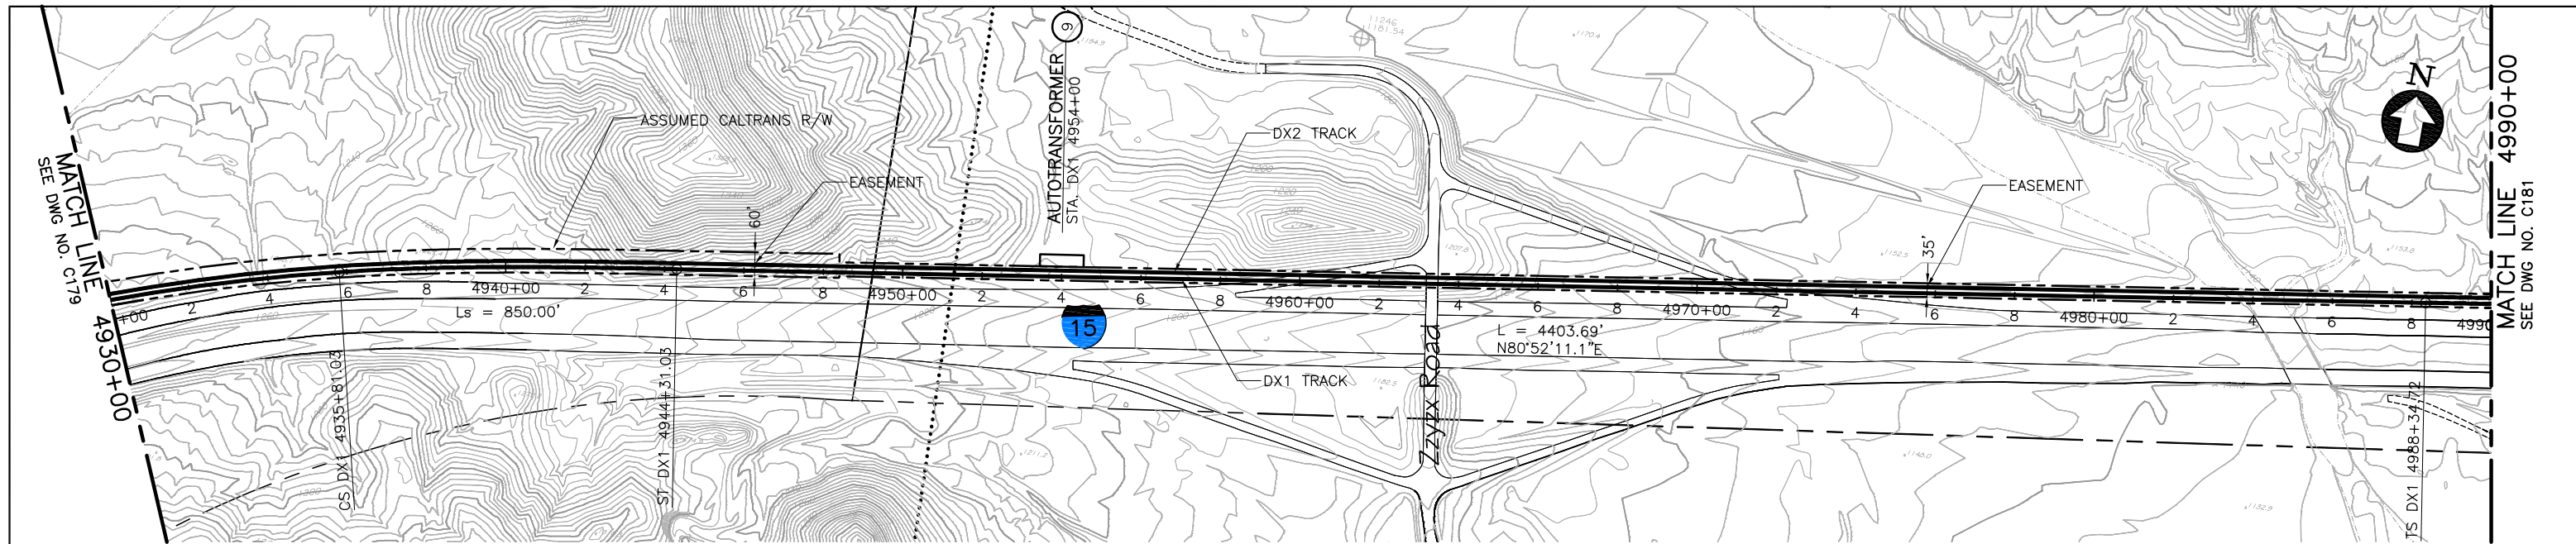 MATCH LINE 4930+00
SEE DWG NO. C179
ASSUMED CALTRANS R/W
EASEMENT
60'
AUTOTRANSFORMER
STA. DX1 4954+00
9
11246
1181.54
DX2 TRACK
EASEMENT
35'
N
MATCH LINE 4990+00
SEE DWG NO. C181
+00
2
4
6
8
4940+00
2
4
6
8
4950+00
2
4
6
8
4960+00
2
4
6
8
4970+00
2
4
6
8
4980+00
2
4
6
8
4990
Ls = 850.00'
15
L = 4403.69'
N80°52'11.1"E
DX1 TRACK
Zzyzx Road
CS DX1 4935+81.03
ST DX1 4944+31.03
TS DX1 4988+34.72